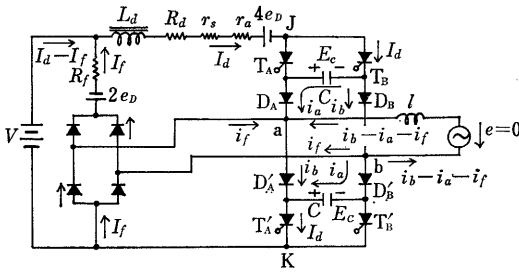 L_d R_d r_s r_a 4e_D J
I_d−I_f I_f I_d E_c I_d
R_f T_A + − T_B
2e_D D_A C D_B
i_a i_b l
V i_f a i_b−i_a−i_f e=0
i_f
b i_b−i_a−i_f
D′_A i_b i_a D′_B
+ −
C E_c
I_f T′_A I_d T′_B
K